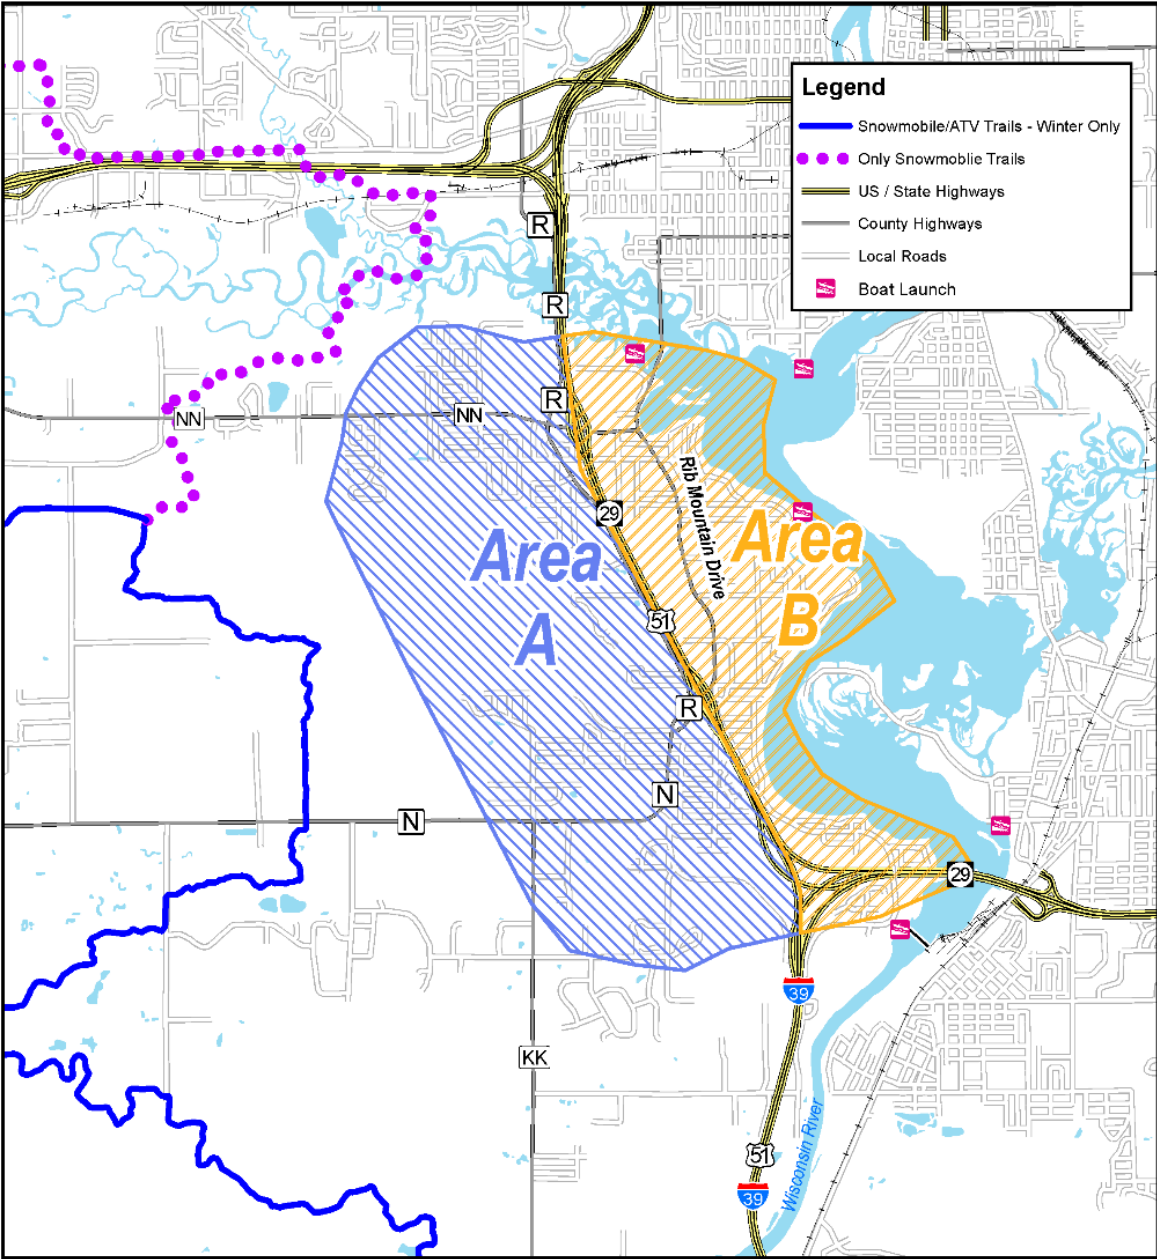 Legend
Snowmobile/ATV Trails - Winter Only
Only Snowmoblie Trails
US / State Highways
County Highways
Local Roads
Boat Launch
R
R
R
NN
NN
29
Rib Mountain Drive
Area
A
Area
B
51
R
N
N
29
39
KK
Wisconsin River
51
39